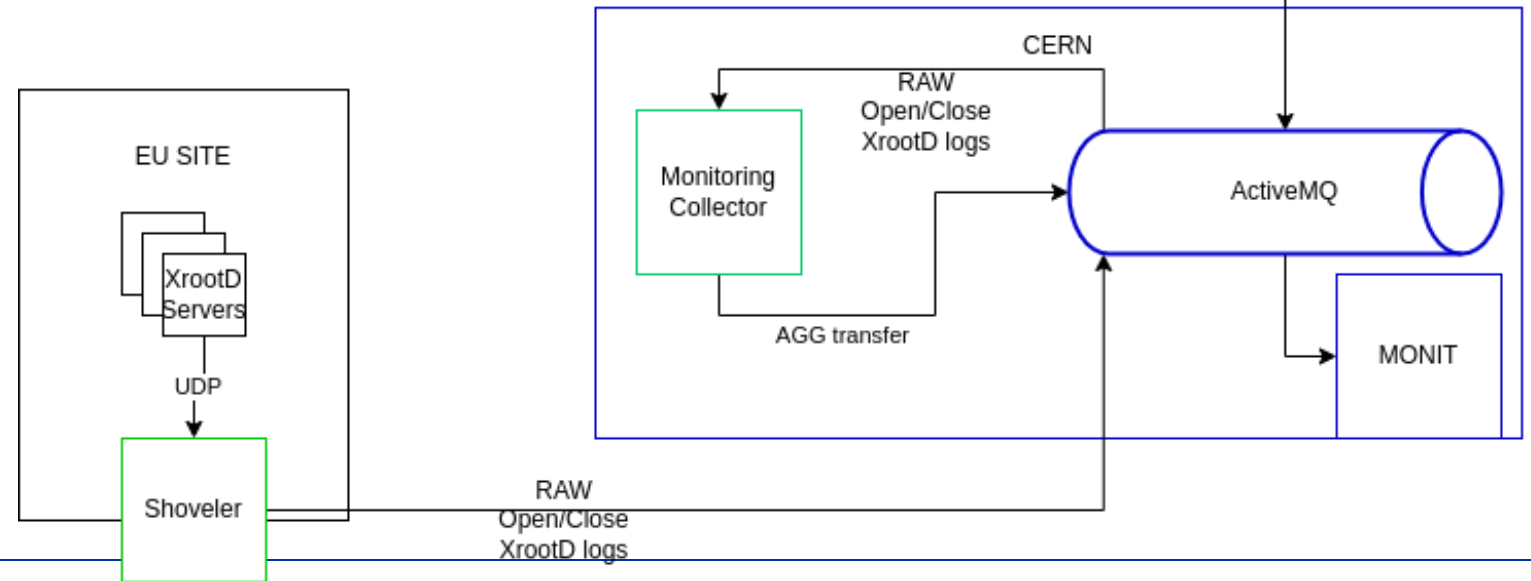 CERN
RAW
Open/Close
XrootD logs
EU SITE
Monitoring
Collector
ActiveMQ
XrootD
Servers
AGG transfer
MONIT
UDP
RAW
Shoveler
Open/Close
XrootD logs